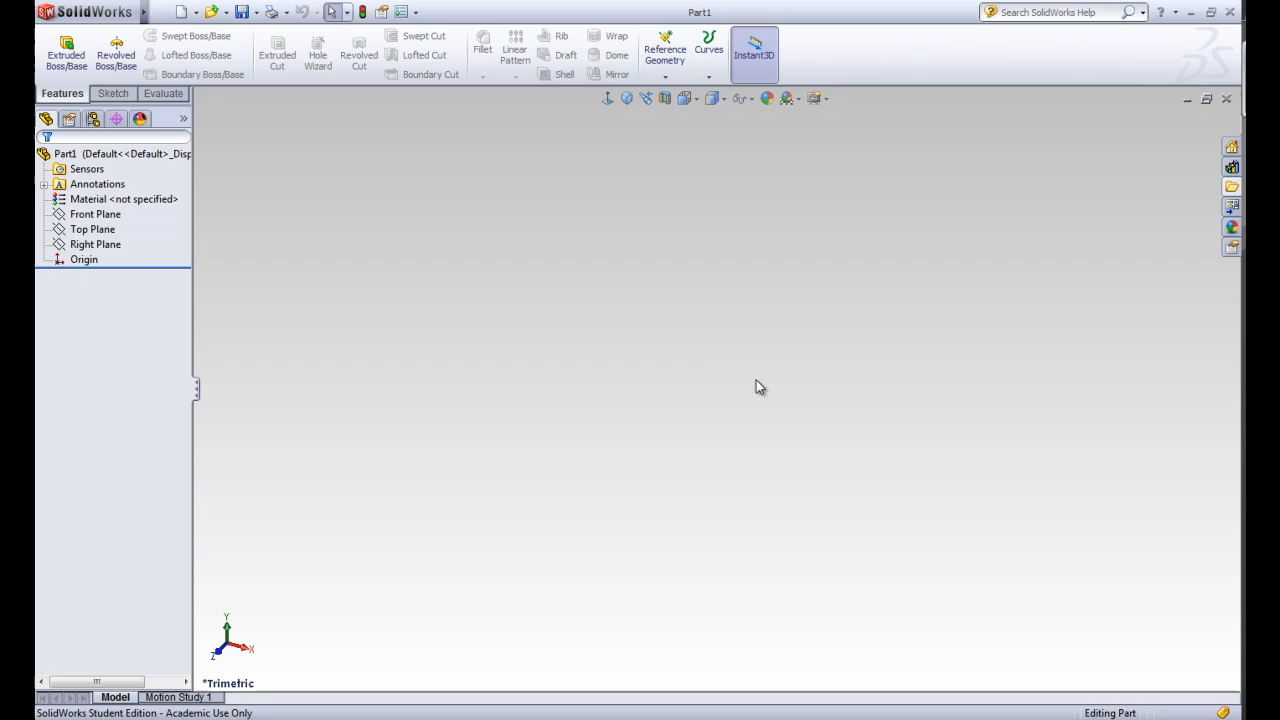 SolidWorks
Part1
Search SolidWorks Help
?
Extruded Boss/Base
Revolved Boss/Base
Swept Boss/Base
Lofted Boss/Base
Boundary Boss/Base
Extruded Cut
Hole Wizard
Revolved Cut
Swept Cut
Lofted Cut
Boundary Cut
Fillet
Linear Pattern
Rib
Draft
Shell
Wrap
Dome
Mirror
Reference Geometry
Curves
Instant3D
Features
Sketch
Evaluate
Part1 (Default<<Default>_Disp
Sensors
Annotations
Material <not specified>
Front Plane
Top Plane
Right Plane
Origin
Y
X
Z
*Trimetric
Model
Motion Study 1
SolidWorks Student Edition - Academic Use Only
Editing Part